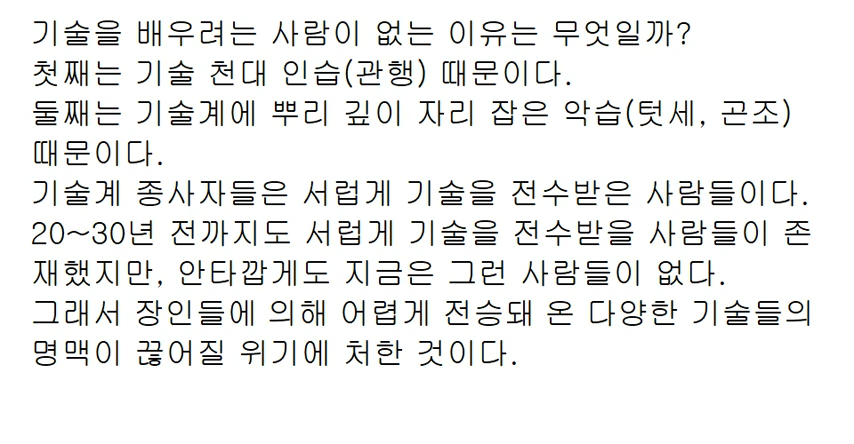 기술을 배우려는 사람이 없는 이유는 무엇일까?
첫째는 기술 천대 인습(관행) 때문이다.
둘째는 기술계에 뿌리 깊이 자리 잡은 악습(텃세, 곤조)
때문이다.
기술계 종사자들은 서럽게 기술을 전수받은 사람들이다.
20~30년 전까지도 서럽게 기술을 전수받을 사람들이 존
재했지만, 안타깝게도 지금은 그런 사람들이 없다.
그래서 장인들에 의해 어렵게 전승돼 온 다양한 기술들의
명맥이 끊어질 위기에 처한 것이다.